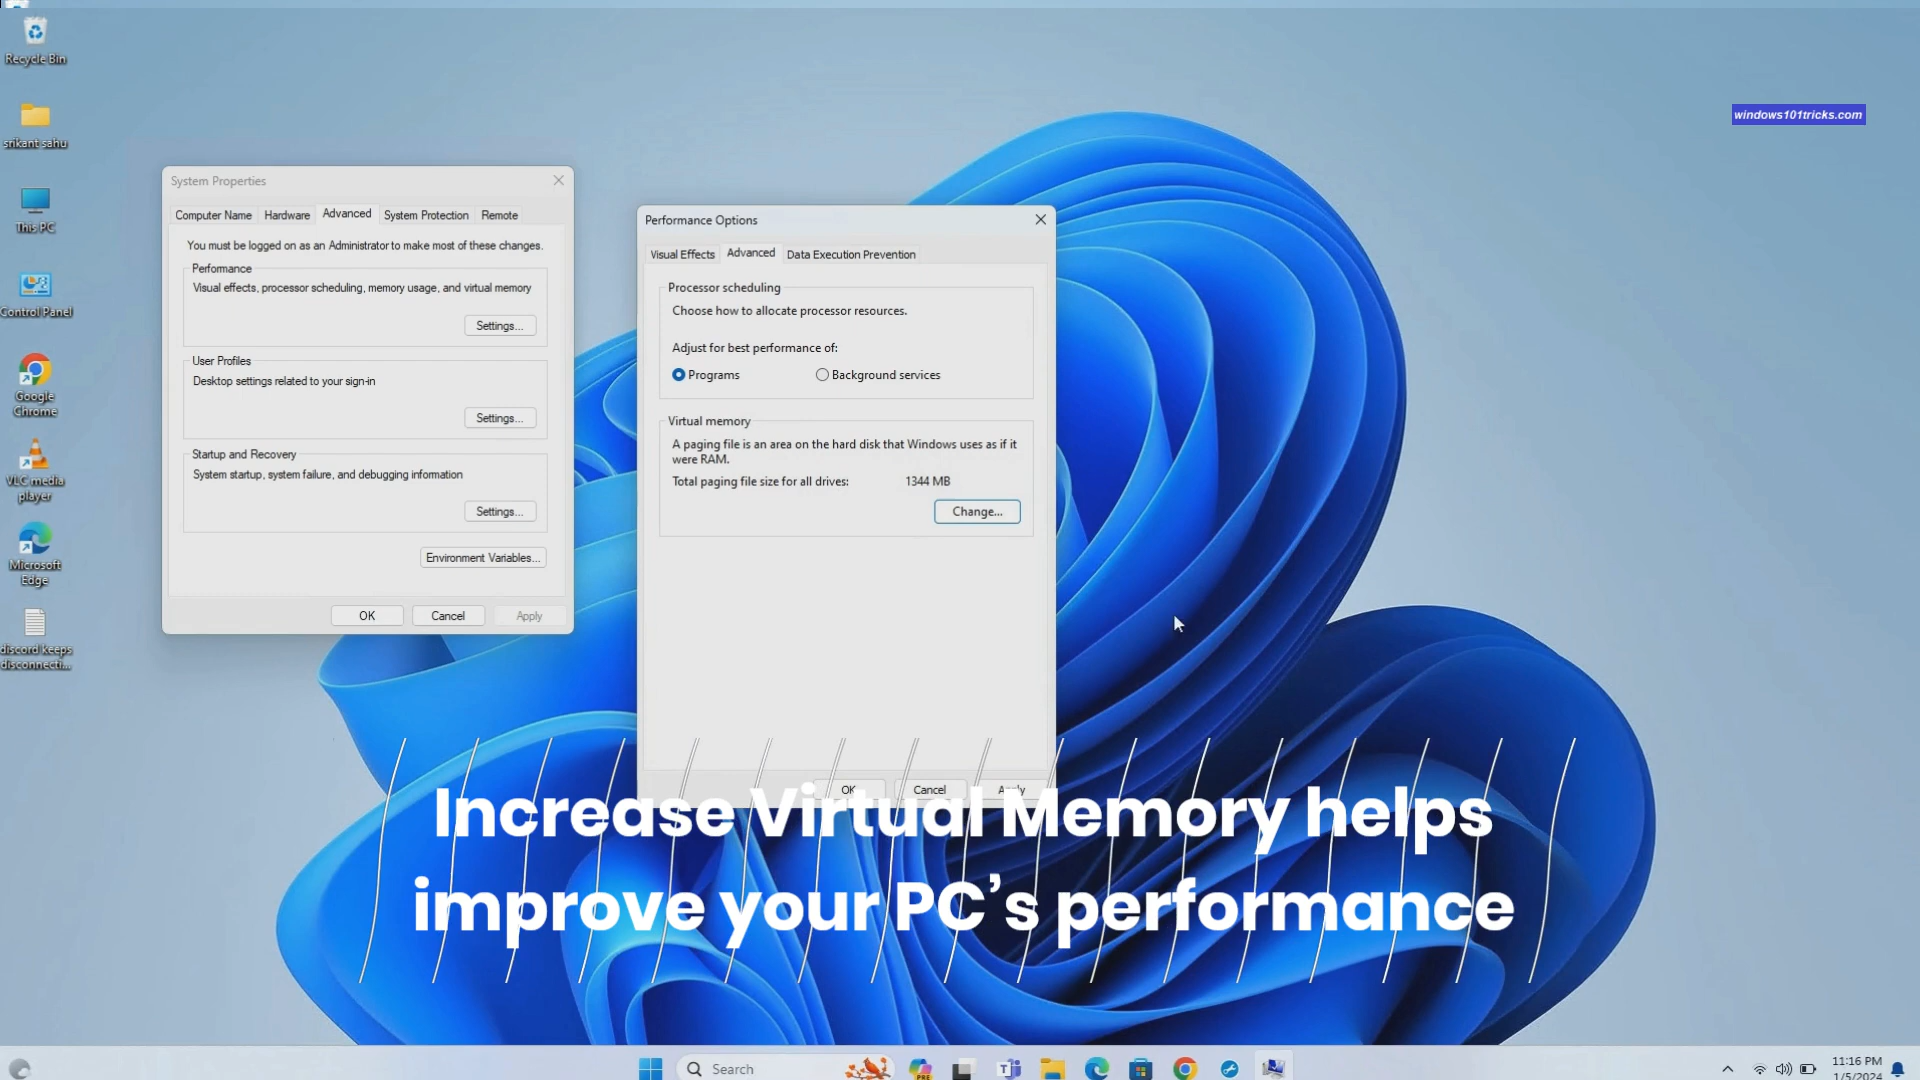 Recycle Bin
srikant sahu
This PC
Control Panel
Google
Chrome
VLC media
player
Microsoft
Edge
discord keeps
disconnecti...
windows101tricks.com
System Properties
Computer Name Hardware Advanced System Protection Remote
You must be logged on as an Administrator to make most of these changes.
Performance
Visual effects, processor scheduling, memory usage, and virtual memory
Settings...
User Profiles
Desktop settings related to your sign-in
Settings...
Startup and Recovery
System startup, system failure, and debugging information
Settings...
Environment Variables...
OK Cancel Apply
Performance Options
Visual Effects Advanced Data Execution Prevention
Processor scheduling
Choose how to allocate processor resources.
Adjust for best performance of:
Programs Background services
Virtual memory
A paging file is an area on the hard disk that Windows uses as if it
were RAM.
Total paging file size for all drives: 1344 MB
Change...
OK Cancel Apply
Increase Virtual Memory helps
improve your PC’s performance
Search
PRE
11:16 PM
1/5/2024